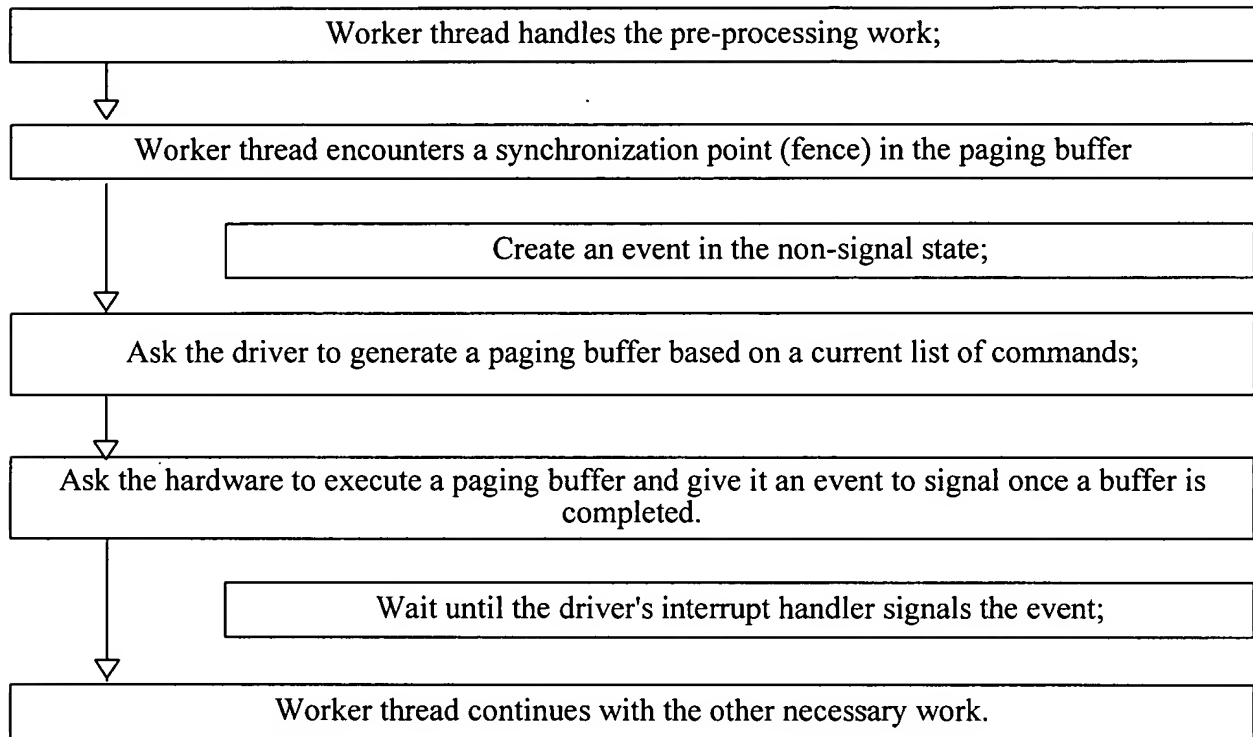 Worker thread handles the pre-processing work;
Worker thread encounters a synchronization point (fence) in the paging buffer
Create an event in the non-signal state;
Ask the driver to generate a paging buffer based on a current list of commands;
Ask the hardware to execute a paging buffer and give it an event to signal once a buffer is
completed.
Wait until the driver's interrupt handler signals the event;
Worker thread continues with the other necessary work.